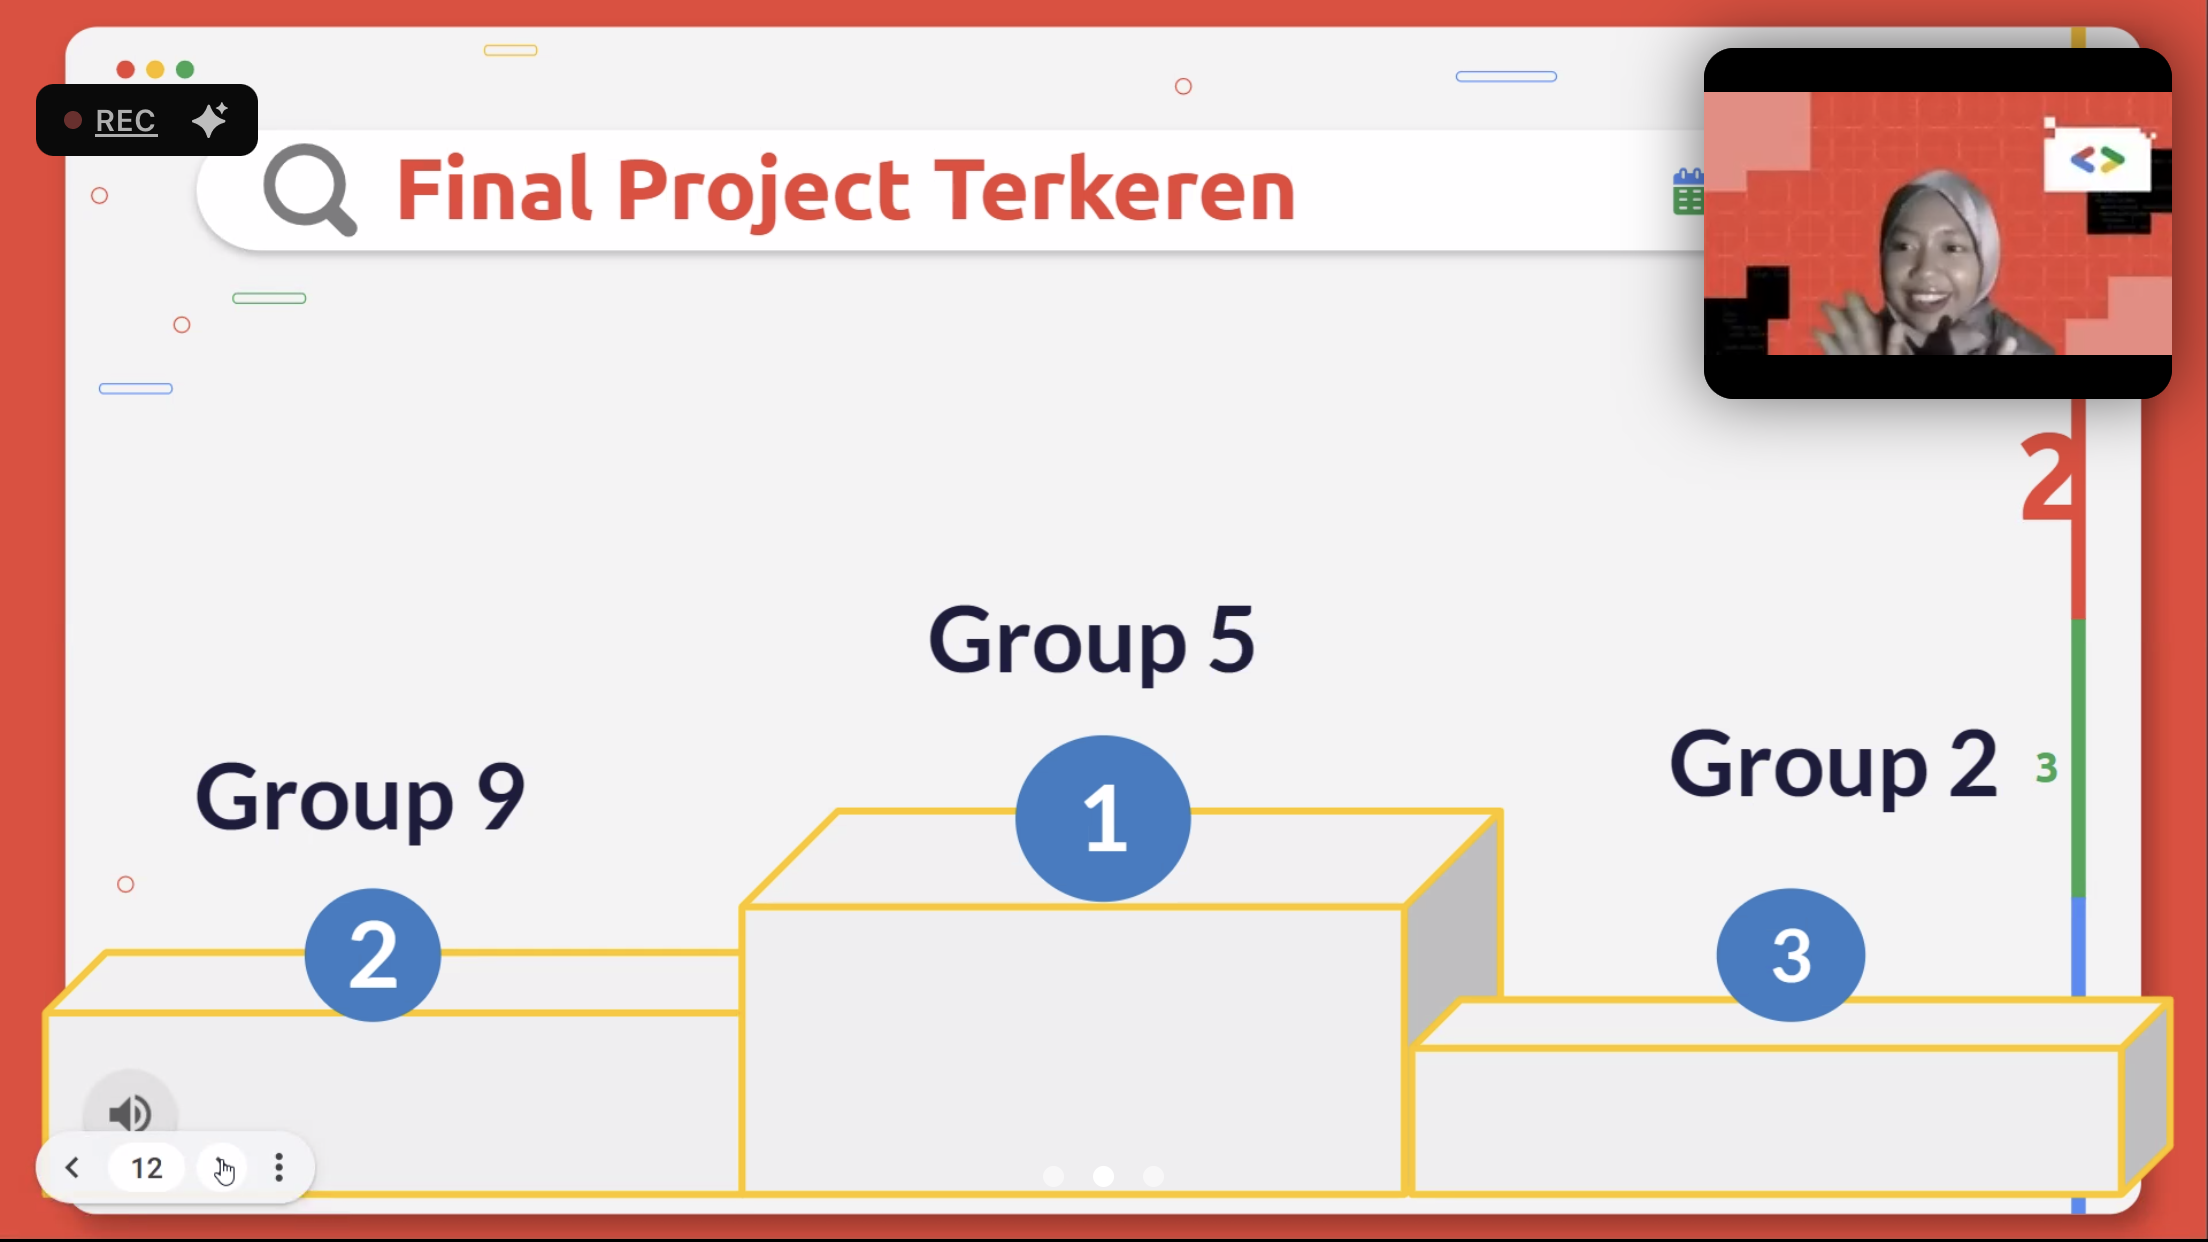 REC
Final Project Terkeren
2
Group 5
Group 2 3
Group 9
1
2
3
12